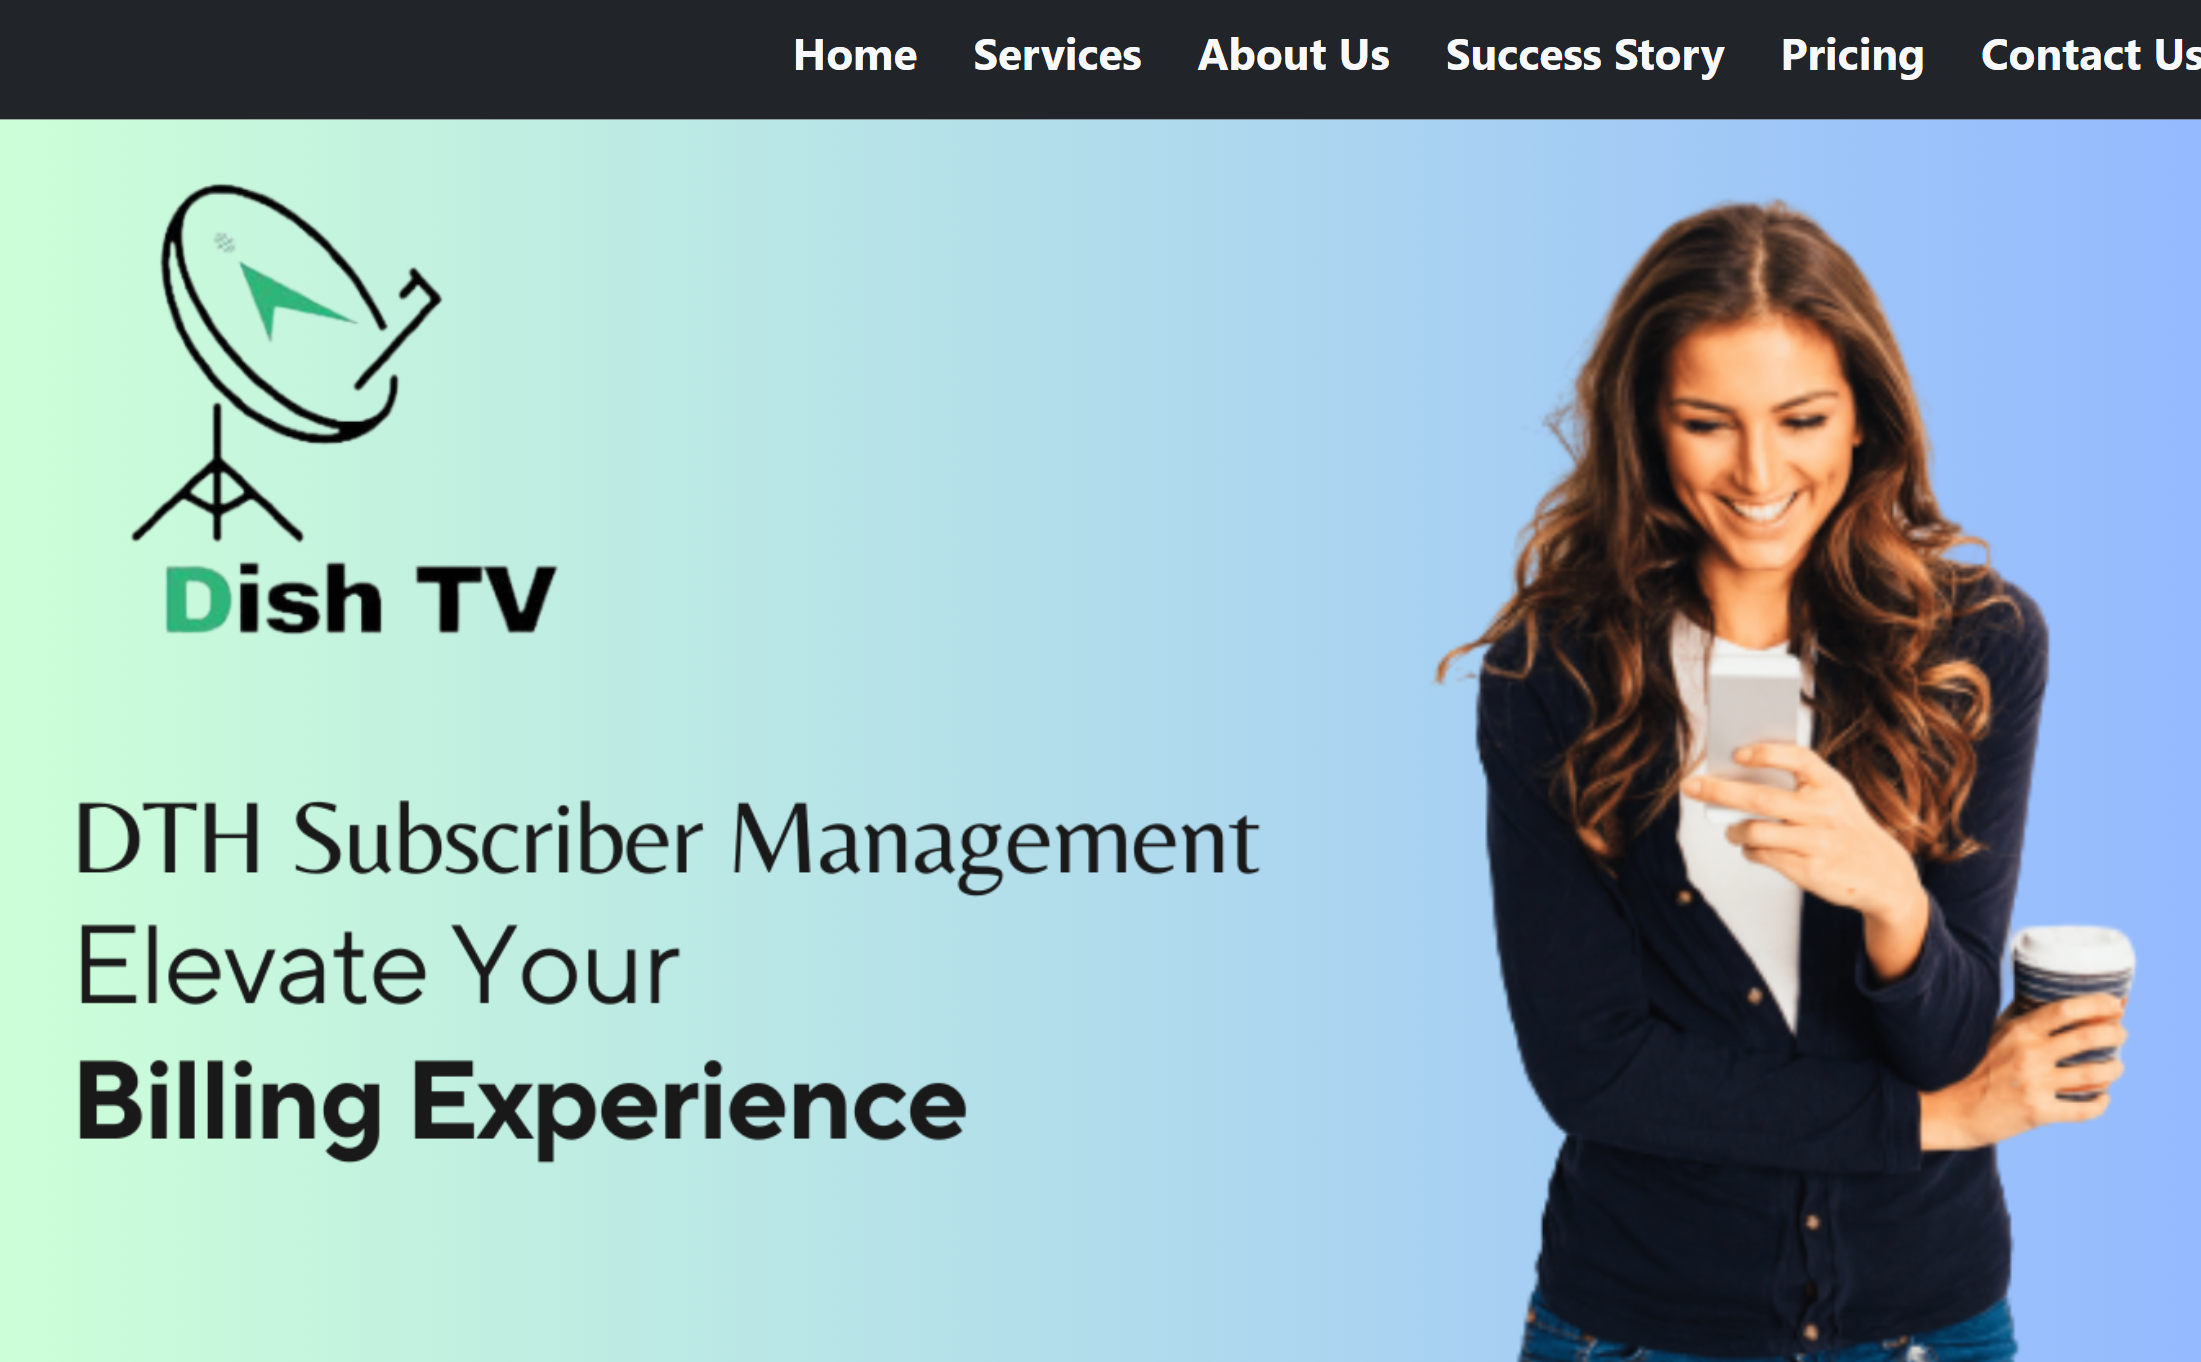 Home Services About Us Success Story Pricing Contact Us
Dish TV
DTH Subscriber Management
Elevate Your
Billing Experience